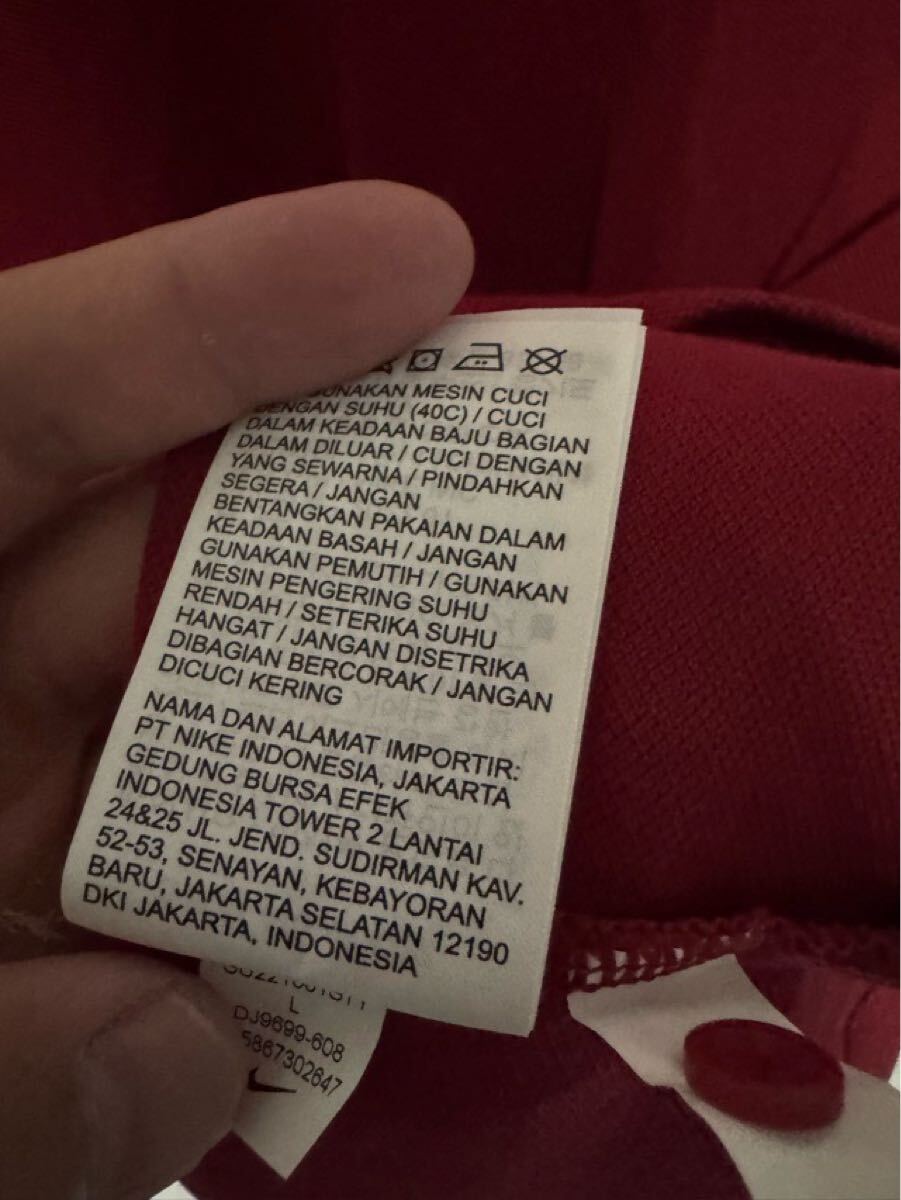 MESIN CUCI
DENGAN SUHU (40C) / CUCI
DALAM KEADAAN BAJU BAGIAN
DALAM DILUAR / CUCI DENGAN
YANG SEWARNA / PINDAHKAN
SEGERA / JANGAN
BENTANGKAN PAKAIAN DALAM
KEADAAN BASAH / JANGAN
GUNAKAN PEMUTIH / GUNAKAN
MESIN PENGERING SUHU
RENDAH / SETERIKA SUHU
HANGAT / JANGAN DISETRIKA
DIBAGIAN BERCORAK / JANGAN
DICUCI KERING
NAMA DAN ALAMAT IMPORTIR:
PT NIKE INDONESIA, JAKARTA
GEDUNG BURSA EFEK
INDONESIA TOWER 2 LANTAI
24&25 JL. JEND. SUDIRMAN KAV.
52-53, SENAYAN, KEBAYORAN
BARU, JAKARTA SELATAN 12190
DKI JAKARTA, INDONESIA
L
DJ9699-608
5867302647